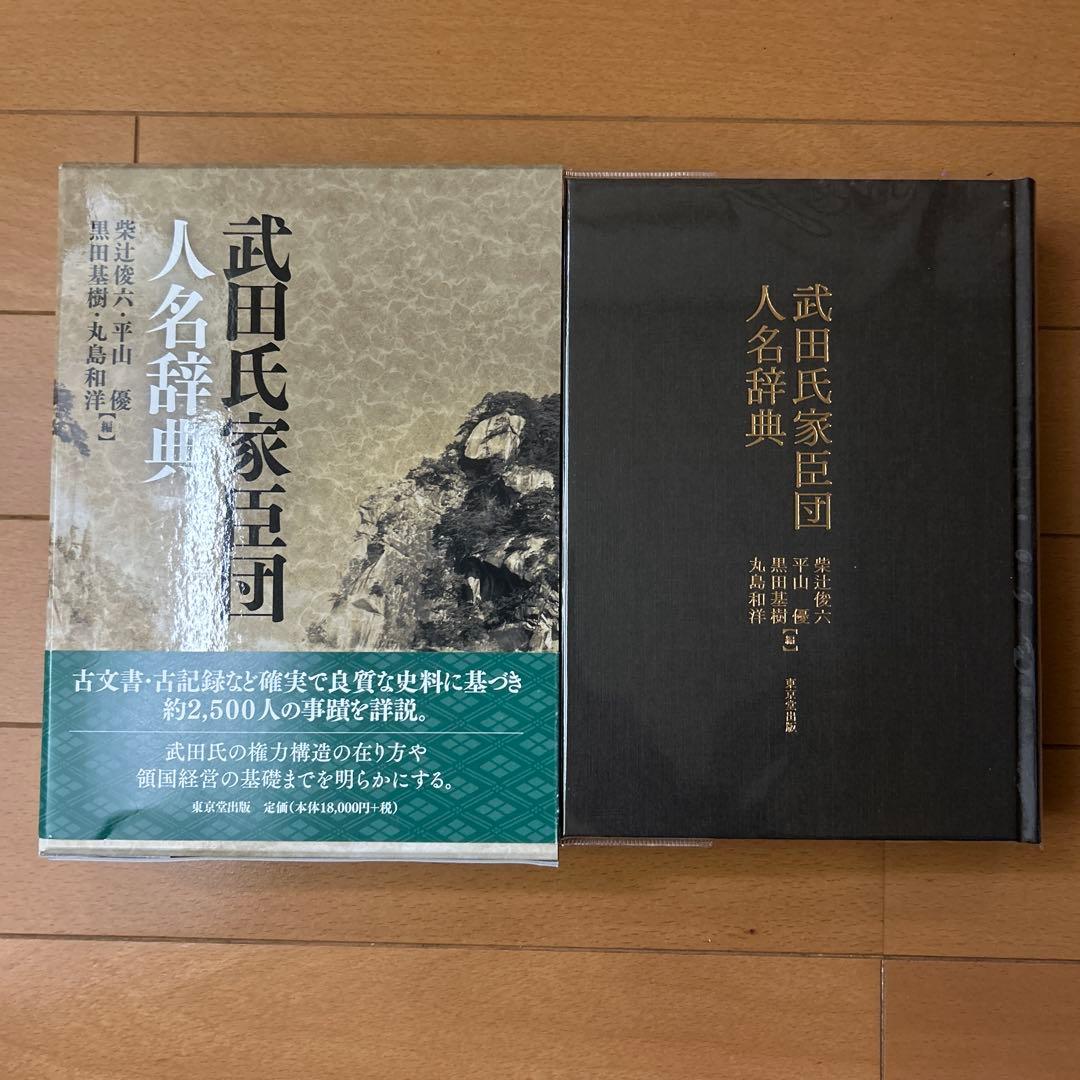 武田氏家臣団
人名辞典
柴辻俊六・平山 優
黒田基樹・丸島和洋【編】
古文書・古記録など確実で良質な史料に基づき
約2,500人の事蹟を詳説。
武田氏の権力構造の在り方や
領国経営の基礎までを明らかにする。
東京堂出版 定価(本体18,000円+税)
武田氏家臣団
人名辞典
柴辻俊六
平山 優
黒田基樹
丸島和洋
【編】
東京堂出版